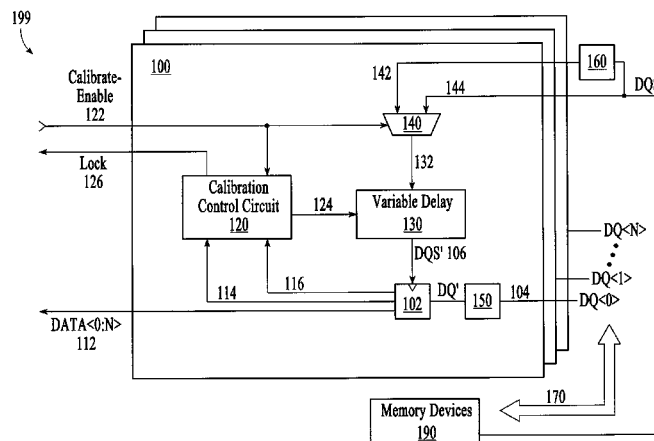 199
100
142
160
144
DQS
Calibrate-
Enable
122
140
132
Lock
126
Calibration
Control Circuit
120
124
Variable Delay
130
DQS' 106
DQ<N>
DQ<1>
DQ<0>
114
116
102
DQ'
150
104
DATA<0:N>
112
170
Memory Devices
190